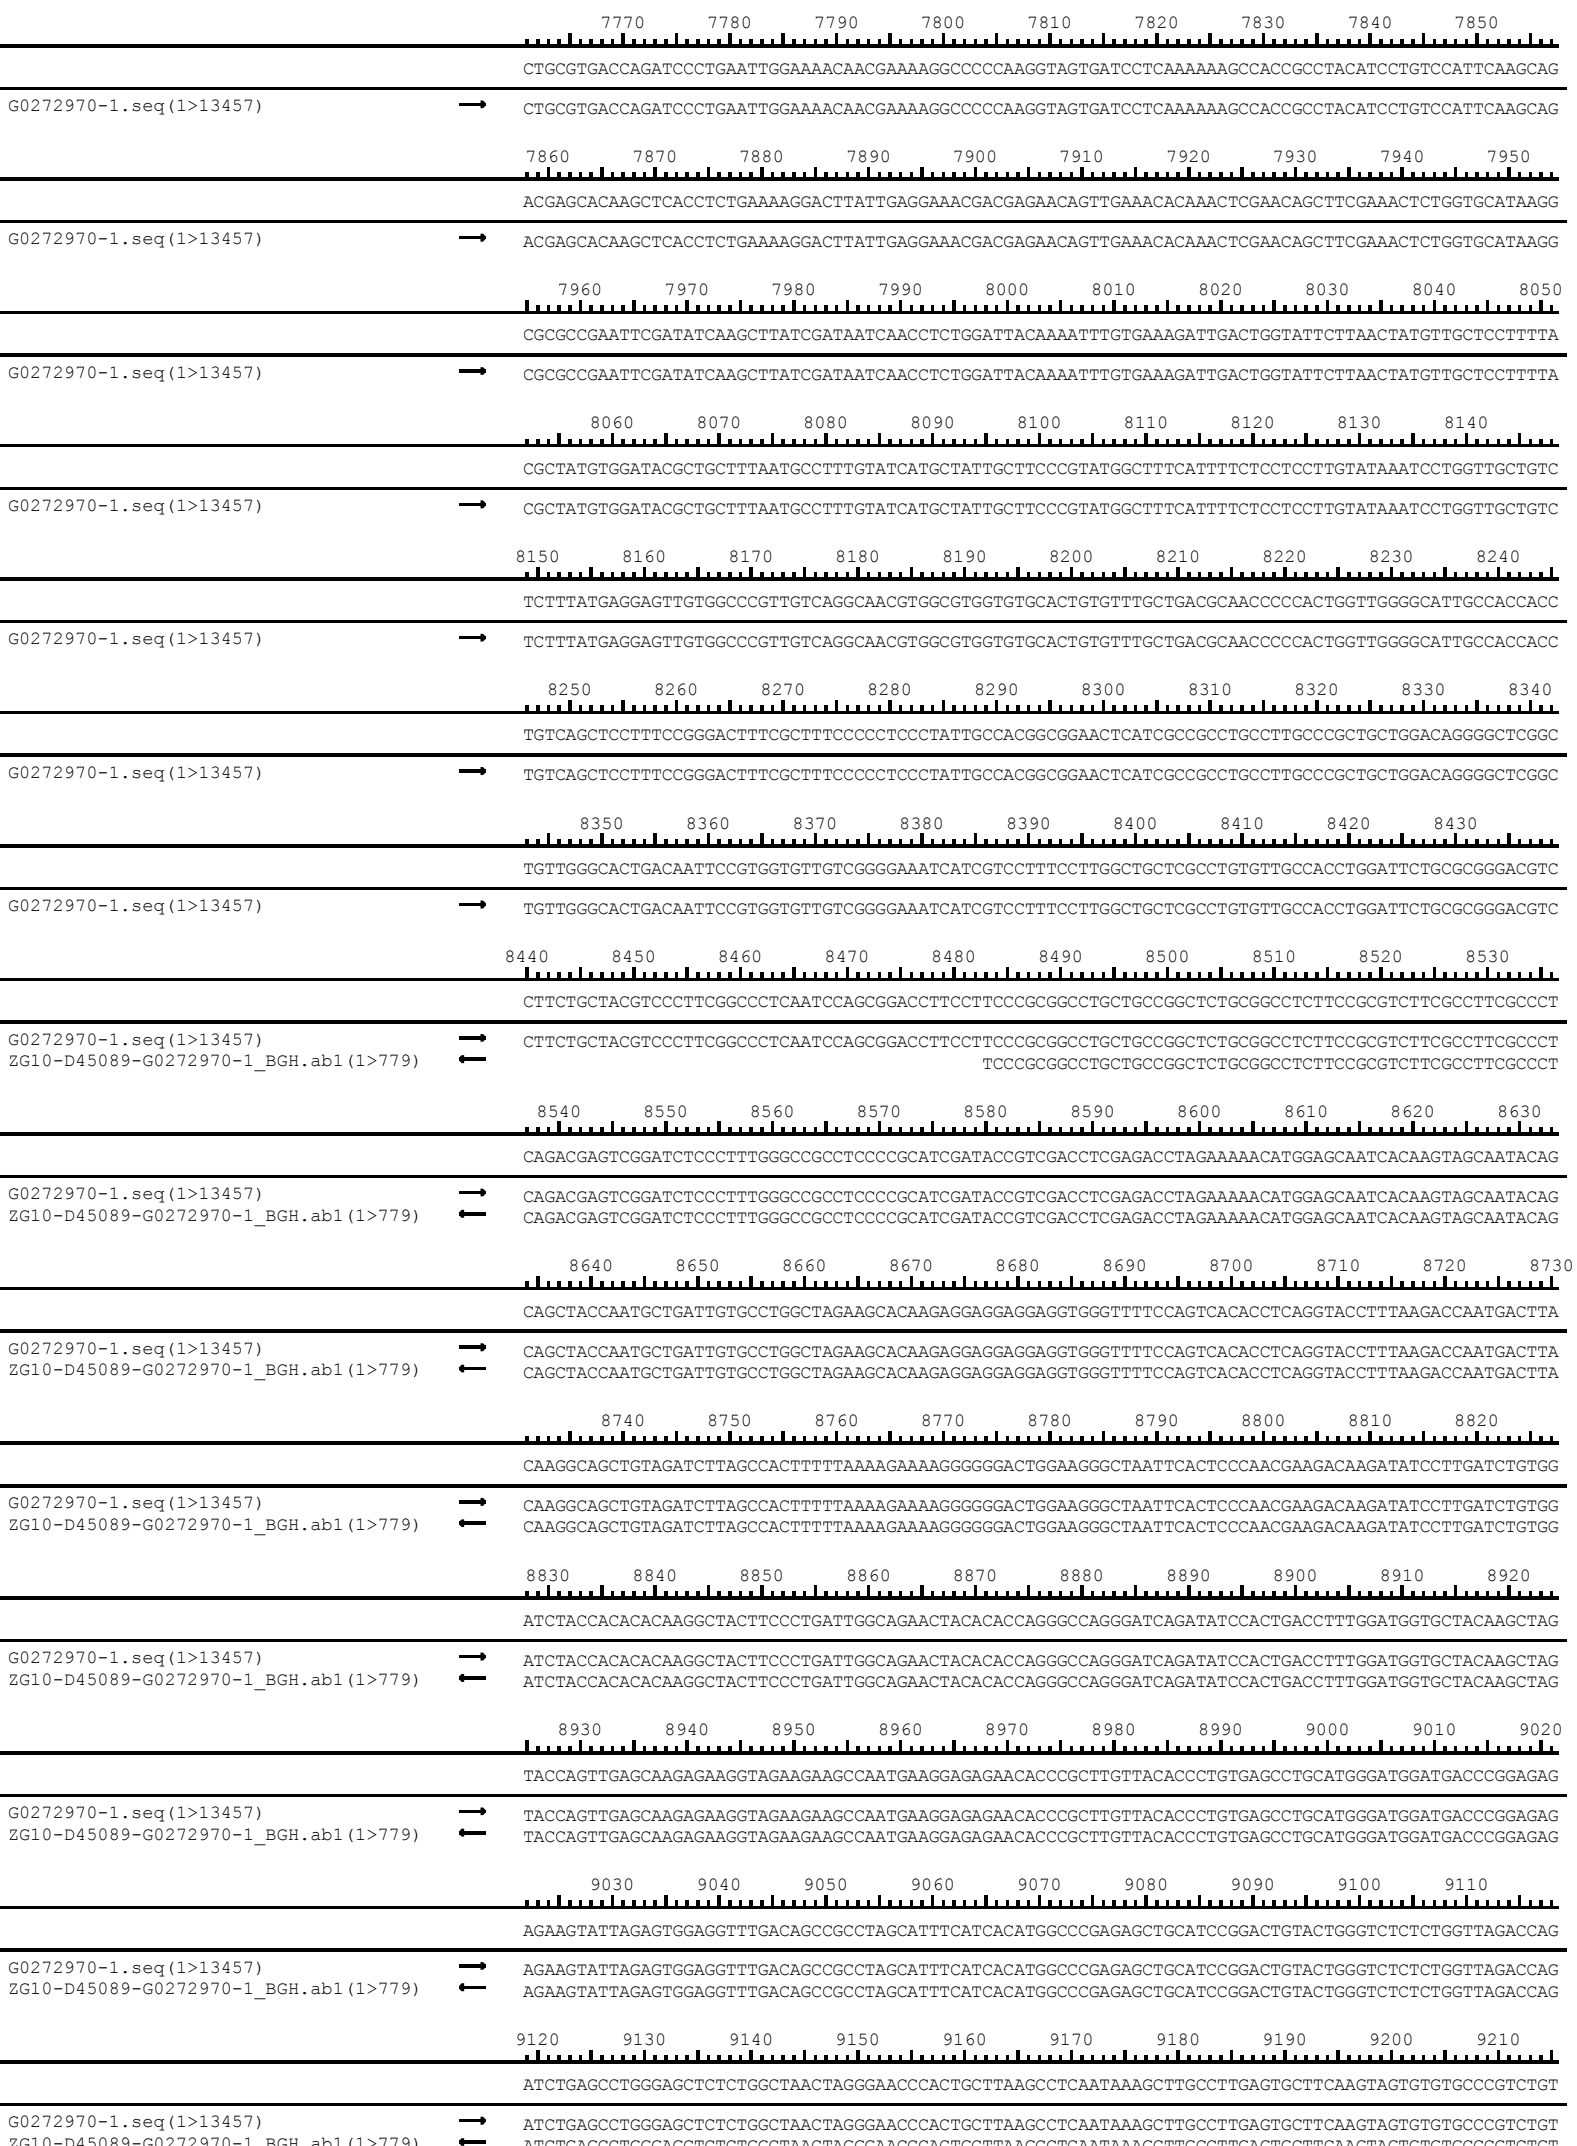 7770 7780 7790 7800 7810 7820 7830 7840 7850
CTGCGTGACCAGATCCCTGAATTGGAAAACAACGAAAAGGCCCCCAAGGTAGTGATCCTCAAAAAAGCCACCGCCTACATCCTGTCCATTCAAGCAG
G0272970-1.seq(1>13457) → CTGCGTGACCAGATCCCTGAATTGGAAAACAACGAAAAGGCCCCCAAGGTAGTGATCCTCAAAAAAGCCACCGCCTACATCCTGTCCATTCAAGCAG
7860 7870 7880 7890 7900 7910 7920 7930 7940 7950
ACGAGCACAAGCTCACCTCTGAAAAGGACTTATTGAGGAAACGACGAGAACAGTTGAAACACAAACTCGAACAGCTTCGAAACTCTGGTGCATAAGG
G0272970-1.seq(1>13457) → ACGAGCACAAGCTCACCTCTGAAAAGGACTTATTGAGGAAACGACGAGAACAGTTGAAACACAAACTCGAACAGCTTCGAAACTCTGGTGCATAAGG
7960 7970 7980 7990 8000 8010 8020 8030 8040 8050
CGCGCCGAATTCGATATCAAGCTTATCGATAATCAACCTCTGGATTACAAAATTTGTGAAAGATTGACTGGTATTCTTAACTATGTTGCTCCTTTTA
G0272970-1.seq(1>13457) → CGCGCCGAATTCGATATCAAGCTTATCGATAATCAACCTCTGGATTACAAAATTTGTGAAAGATTGACTGGTATTCTTAACTATGTTGCTCCTTTTA
8060 8070 8080 8090 8100 8110 8120 8130 8140
CGCTATGTGGATACGCTGCTTTAATGCCTTTGTATCATGCTATTGCTTCCCGTATGGCTTTCATTTTCTCCTCCTTGTATAAATCCTGGTTGCTGTC
G0272970-1.seq(1>13457) → CGCTATGTGGATACGCTGCTTTAATGCCTTTGTATCATGCTATTGCTTCCCGTATGGCTTTCATTTTCTCCTCCTTGTATAAATCCTGGTTGCTGTC
8150 8160 8170 8180 8190 8200 8210 8220 8230 8240
TCTTTATGAGGAGTTGTGGCCCGTTGTCAGGCAACGTGGCGTGGTGTGCACTGTGTTTGCTGACGCAACCCCCACTGGTTGGGGCATTGCCACCACC
G0272970-1.seq(1>13457) → TCTTTATGAGGAGTTGTGGCCCGTTGTCAGGCAACGTGGCGTGGTGTGCACTGTGTTTGCTGACGCAACCCCCACTGGTTGGGGCATTGCCACCACC
8250 8260 8270 8280 8290 8300 8310 8320 8330 8340
TGTCAGCTCCTTTCCGGGACTTTCGCTTTCCCCCTCCCTATTGCCACGGCGGAACTCATCGCCGCCTGCCTTGCCCGCTGCTGGACAGGGGCTCGGC
G0272970-1.seq(1>13457) → TGTCAGCTCCTTTCCGGGACTTTCGCTTTCCCCCTCCCTATTGCCACGGCGGAACTCATCGCCGCCTGCCTTGCCCGCTGCTGGACAGGGGCTCGGC
8350 8360 8370 8380 8390 8400 8410 8420 8430
TGTTGGGCACTGACAATTCCGTGGTGTTGTCGGGGAAATCATCGTCCTTTCCTTGGCTGCTCGCCTGTGTTGCCACCTGGATTCTGCGCGGGACGTC
G0272970-1.seq(1>13457) → TGTTGGGCACTGACAATTCCGTGGTGTTGTCGGGGAAATCATCGTCCTTTCCTTGGCTGCTCGCCTGTGTTGCCACCTGGATTCTGCGCGGGACGTC
8440 8450 8460 8470 8480 8490 8500 8510 8520 8530
CTTCTGCTACGTCCCTTCGGCCCTCAATCCAGCGGACCTTCCTTCCCGCGGCCTGCTGCCGGCTCTGCGGCCTCTTCCGCGTCTTCGCCTTCGCCCT
G0272970-1.seq(1>13457) → CTTCTGCTACGTCCCTTCGGCCCTCAATCCAGCGGACCTTCCTTCCCGCGGCCTGCTGCCGGCTCTGCGGCCTCTTCCGCGTCTTCGCCTTCGCCCT
ZG10-D45089-G0272970-1_BGH.ab1(1>779) ← TCCCGCGGCCTGCTGCCGGCTCTGCGGCCTCTTCCGCGTCTTCGCCTTCGCCCT
8540 8550 8560 8570 8580 8590 8600 8610 8620 8630
CAGACGAGTCGGATCTCCCTTTGGGCCGCCTCCCCGCATCGATACCGTCGACCTCGAGACCTAGAAAAACATGGAGCAATCACAAGTAGCAATACAG
G0272970-1.seq(1>13457) → CAGACGAGTCGGATCTCCCTTTGGGCCGCCTCCCCGCATCGATACCGTCGACCTCGAGACCTAGAAAAACATGGAGCAATCACAAGTAGCAATACAG
ZG10-D45089-G0272970-1_BGH.ab1(1>779) ← CAGACGAGTCGGATCTCCCTTTGGGCCGCCTCCCCGCATCGATACCGTCGACCTCGAGACCTAGAAAAACATGGAGCAATCACAAGTAGCAATACAG
8640 8650 8660 8670 8680 8690 8700 8710 8720 8730
CAGCTACCAATGCTGATTGTGCCTGGCTAGAAGCACAAGAGGAGGAGGAGGTGGGTTTTCCAGTCACACCTCAGGTACCTTTAAGACCAATGACTTA
G0272970-1.seq(1>13457) → CAGCTACCAATGCTGATTGTGCCTGGCTAGAAGCACAAGAGGAGGAGGAGGTGGGTTTTCCAGTCACACCTCAGGTACCTTTAAGACCAATGACTTA
ZG10-D45089-G0272970-1_BGH.ab1(1>779) ← CAGCTACCAATGCTGATTGTGCCTGGCTAGAAGCACAAGAGGAGGAGGAGGTGGGTTTTCCAGTCACACCTCAGGTACCTTTAAGACCAATGACTTA
8740 8750 8760 8770 8780 8790 8800 8810 8820
CAAGGCAGCTGTAGATCTTAGCCACTTTTTAAAAGAAAAGGGGGGACTGGAAGGGCTAATTCACTCCCAACGAAGACAAGATATCCTTGATCTGTGG
G0272970-1.seq(1>13457) → CAAGGCAGCTGTAGATCTTAGCCACTTTTTAAAAGAAAAGGGGGGACTGGAAGGGCTAATTCACTCCCAACGAAGACAAGATATCCTTGATCTGTGG
ZG10-D45089-G0272970-1_BGH.ab1(1>779) ← CAAGGCAGCTGTAGATCTTAGCCACTTTTTAAAAGAAAAGGGGGGACTGGAAGGGCTAATTCACTCCCAACGAAGACAAGATATCCTTGATCTGTGG
8830 8840 8850 8860 8870 8880 8890 8900 8910 8920
ATCTACCACACACAAGGCTACTTCCCTGATTGGCAGAACTACACACCAGGGCCAGGGATCAGATATCCACTGACCTTTGGATGGTGCTACAAGCTAG
G0272970-1.seq(1>13457) → ATCTACCACACACAAGGCTACTTCCCTGATTGGCAGAACTACACACCAGGGCCAGGGATCAGATATCCACTGACCTTTGGATGGTGCTACAAGCTAG
ZG10-D45089-G0272970-1_BGH.ab1(1>779) ← ATCTACCACACACAAGGCTACTTCCCTGATTGGCAGAACTACACACCAGGGCCAGGGATCAGATATCCACTGACCTTTGGATGGTGCTACAAGCTAG
8930 8940 8950 8960 8970 8980 8990 9000 9010 9020
TACCAGTTGAGCAAGAGAAGGTAGAAGAAGCCAATGAAGGAGAGAACACCCGCTTGTTACACCCTGTGAGCCTGCATGGGATGGATGACCCGGAGAG
G0272970-1.seq(1>13457) → TACCAGTTGAGCAAGAGAAGGTAGAAGAAGCCAATGAAGGAGAGAACACCCGCTTGTTACACCCTGTGAGCCTGCATGGGATGGATGACCCGGAGAG
ZG10-D45089-G0272970-1_BGH.ab1(1>779) ← TACCAGTTGAGCAAGAGAAGGTAGAAGAAGCCAATGAAGGAGAGAACACCCGCTTGTTACACCCTGTGAGCCTGCATGGGATGGATGACCCGGAGAG
9030 9040 9050 9060 9070 9080 9090 9100 9110
AGAAGTATTAGAGTGGAGGTTTGACAGCCGCCTAGCATTTCATCACATGGCCCGAGAGCTGCATCCGGACTGTACTGGGTCTCTCTGGTTAGACCAG
G0272970-1.seq(1>13457) → AGAAGTATTAGAGTGGAGGTTTGACAGCCGCCTAGCATTTCATCACATGGCCCGAGAGCTGCATCCGGACTGTACTGGGTCTCTCTGGTTAGACCAG
ZG10-D45089-G0272970-1_BGH.ab1(1>779) ← AGAAGTATTAGAGTGGAGGTTTGACAGCCGCCTAGCATTTCATCACATGGCCCGAGAGCTGCATCCGGACTGTACTGGGTCTCTCTGGTTAGACCAG
9120 9130 9140 9150 9160 9170 9180 9190 9200 9210
ATCTGAGCCTGGGAGCTCTCTGGCTAACTAGGGAACCCACTGCTTAAGCCTCAATAAAGCTTGCCTTGAGTGCTTCAAGTAGTGTGTGCCCGTCTGT
G0272970-1.seq(1>13457) → ATCTGAGCCTGGGAGCTCTCTGGCTAACTAGGGAACCCACTGCTTAAGCCTCAATAAAGCTTGCCTTGAGTGCTTCAAGTAGTGTGTGCCCGTCTGT
ZG10-D45089-G0272970-1_BGH.ab1(1>779) ←